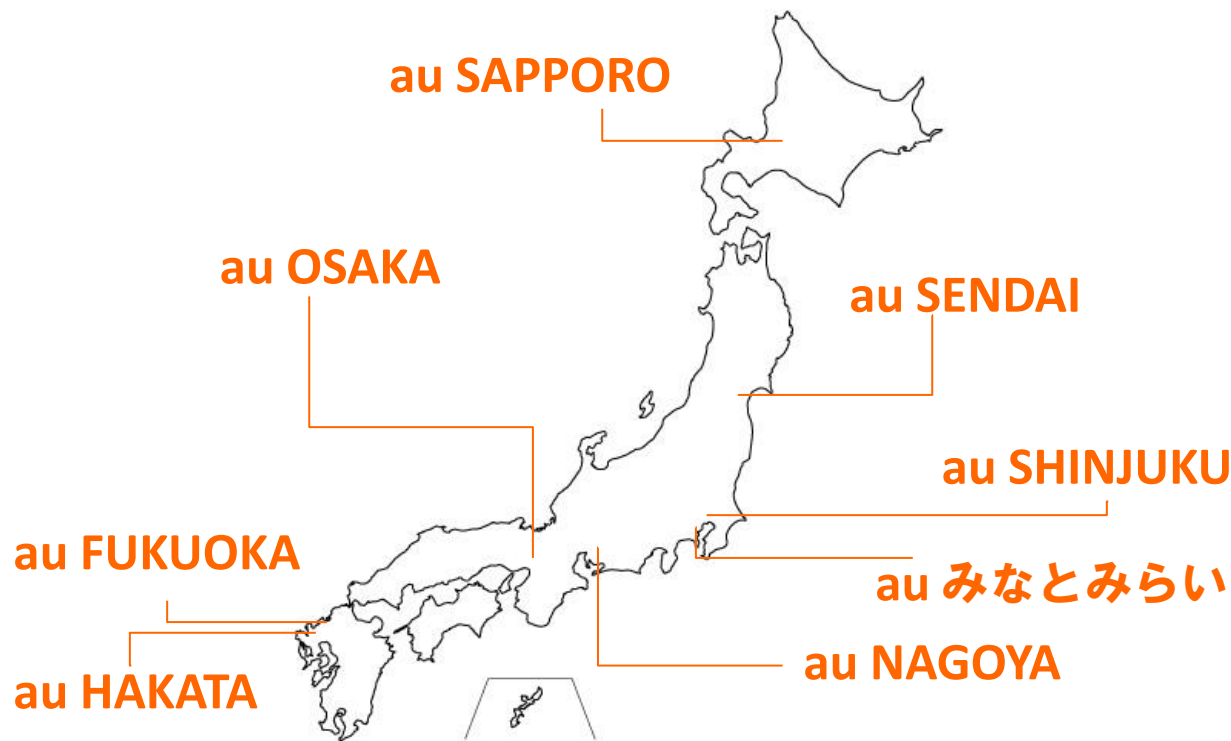 au SAPPORO
au OSAKA
au SENDAI
au SHINJUKU
au FUKUOKA
au みなとみらい
au NAGOYA
au HAKATA